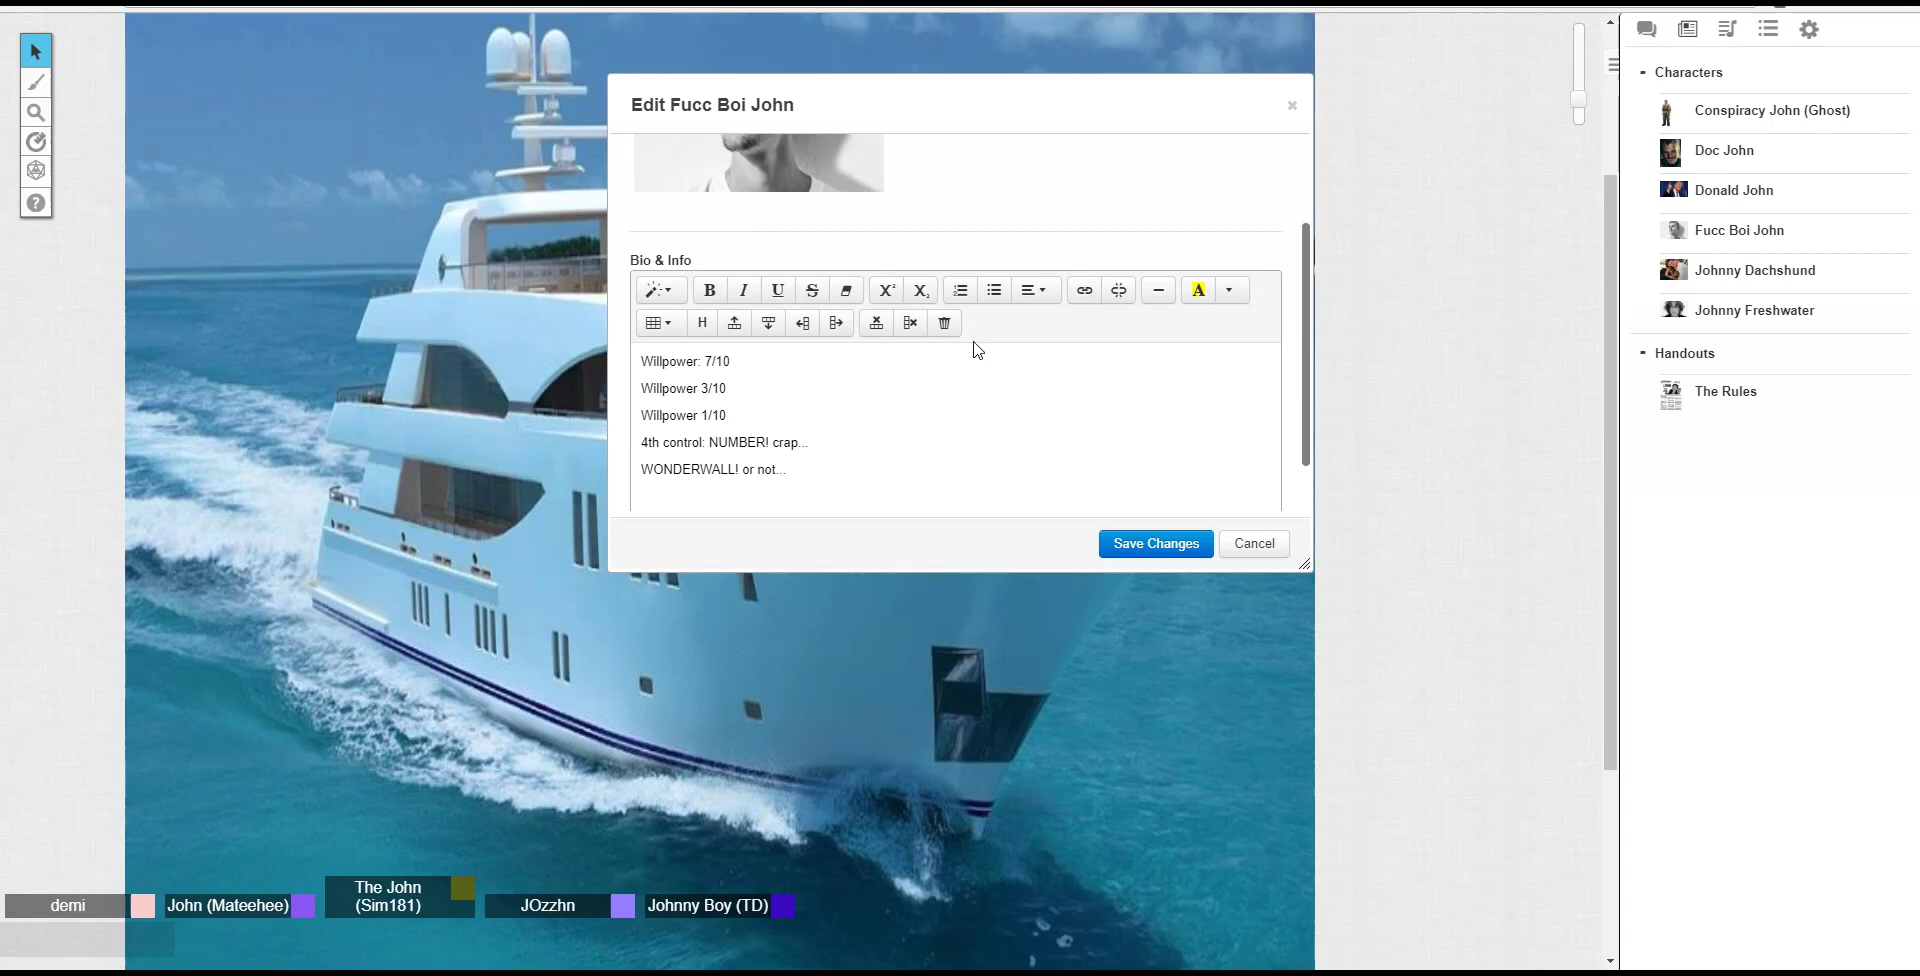 Edit Fucc Boi John
Bio & Info
Willpower: 7/10
Willpower 3/10
Willpower 1/10
4th control: NUMBER! crap...
WONDERWALL! or not...
Save Changes
Cancel
Characters
Conspiracy John (Ghost)
Doc John
Donald John
Fucc Boi John
Johnny Dachshund
Johnny Freshwater
Handouts
The Rules
demi
John (Mateehee)
The John
(Sim181)
JOzzhn
Johnny Boy (TD)